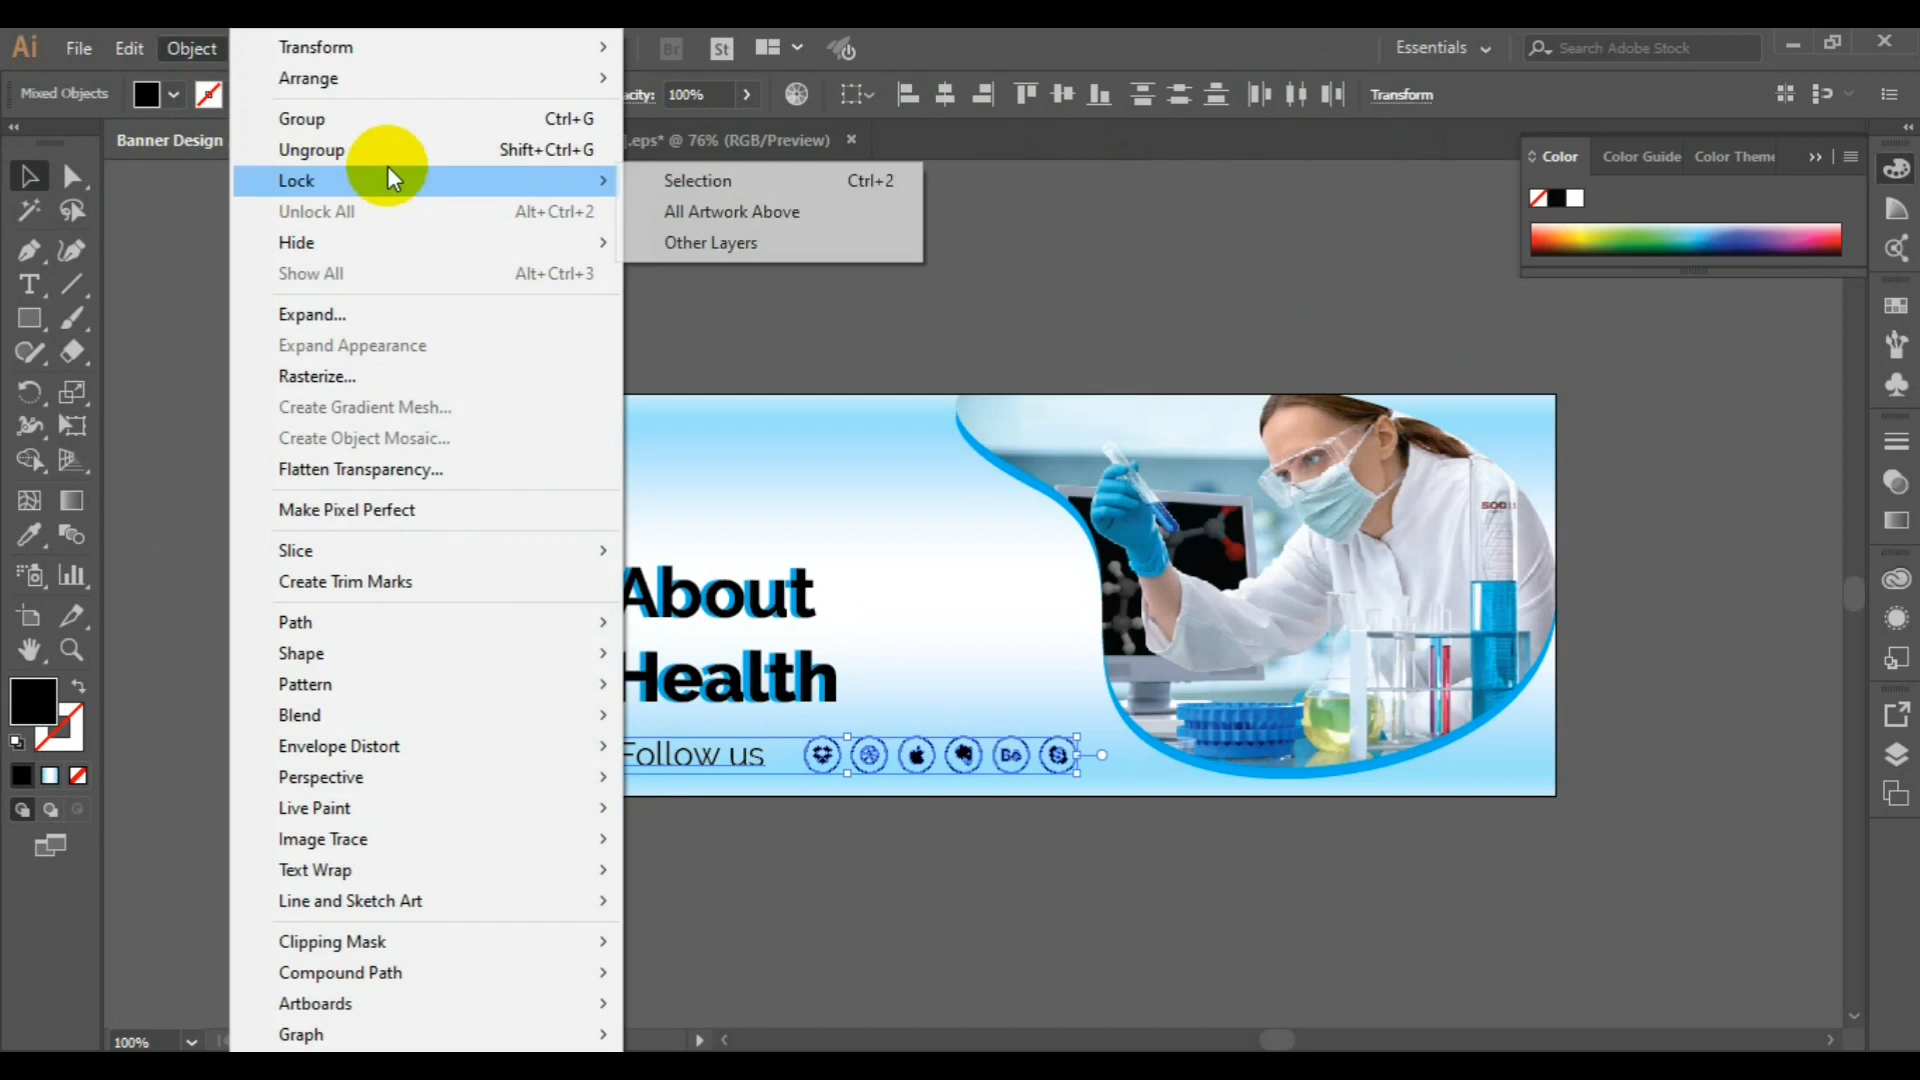 Ai File Edit Object Br St Essentials Search Adobe Stock
Mixed Objects acity: 100% Transform
Banner Design .eps* @ 76% (RGB/Preview)
Color Color Guide Color Theme
Transform
Arrange
Group Ctrl+G
Ungroup Shift+Ctrl+G
Lock
Unlock All Alt+Ctrl+2
Hide
Show All Alt+Ctrl+3
Expand...
Expand Appearance
Rasterize...
Create Gradient Mesh...
Create Object Mosaic...
Flatten Transparency...
Make Pixel Perfect
Slice
Create Trim Marks
Path
Shape
Pattern
Blend
Envelope Distort
Perspective
Live Paint
Image Trace
Text Wrap
Line and Sketch Art
Clipping Mask
Compound Path
Artboards
Graph
Selection Ctrl+2
All Artwork Above
Other Layers
About
Health
Follow us Bē
100%